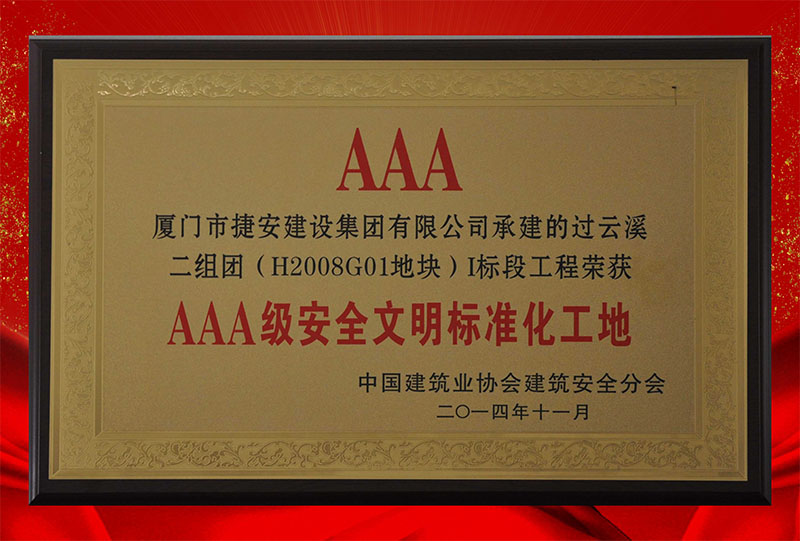 AAA
厦门市捷安建设集团有限公司承建的过云溪
二组团（H2008G01地块）I标段工程荣获
AAA级安全文明标准化工地
中国建筑业协会建筑安全分会
二〇一四年十一月